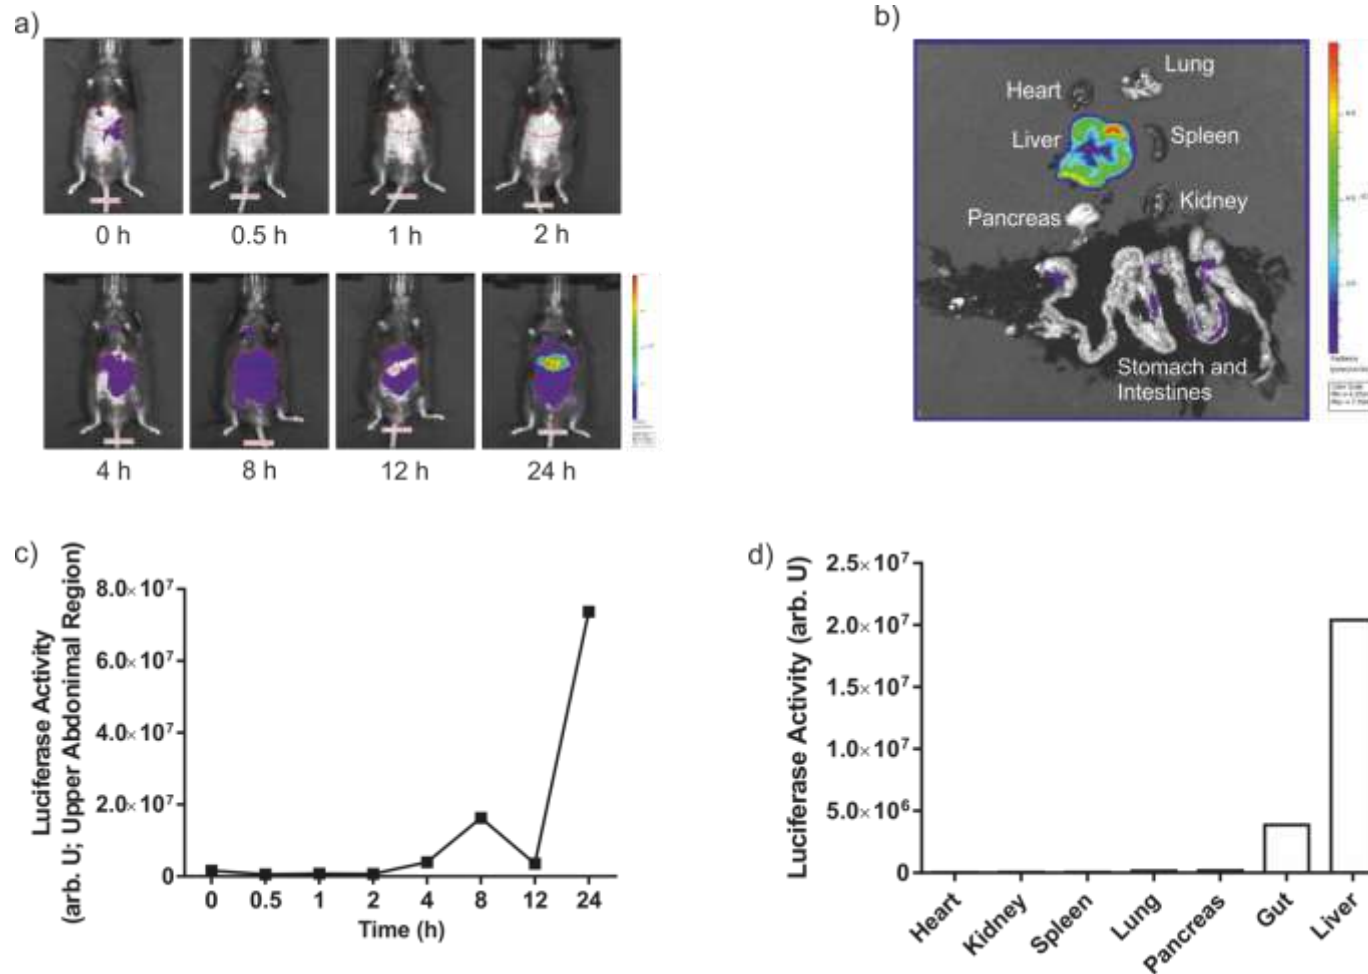 a)
0 h
0.5 h
1 h
2 h
4 h
8 h
12 h
24 h
b)
Lung
Heart
Liver
Spleen
Pancreas
Kidney
Stomach and
Intestines
c)
Luciferase Activity
(arb. U; Upper Abdonimal Region)
8.0×10⁷
6.0×10⁷
4.0×10⁷
2.0×10⁷
0
0 0.5 1 2 4 8 12 24
Time (h)
d)
Luciferase Activity (arb. U)
2.5×10⁷
2.0×10⁷
1.5×10⁷
1.0×10⁷
5.0×10⁶
0
Heart
Kidney
Spleen
Lung
Pancreas
Gut
Liver